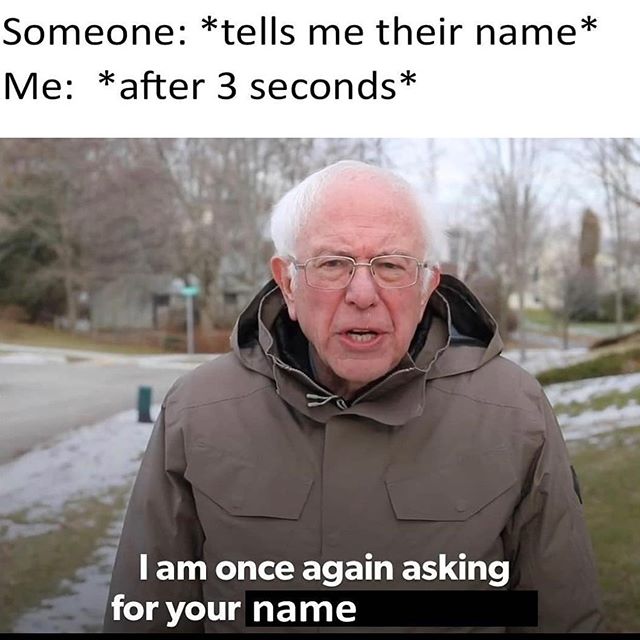 Someone: *tells me their name*
Me: *after 3 seconds*
I am once again asking
for your name